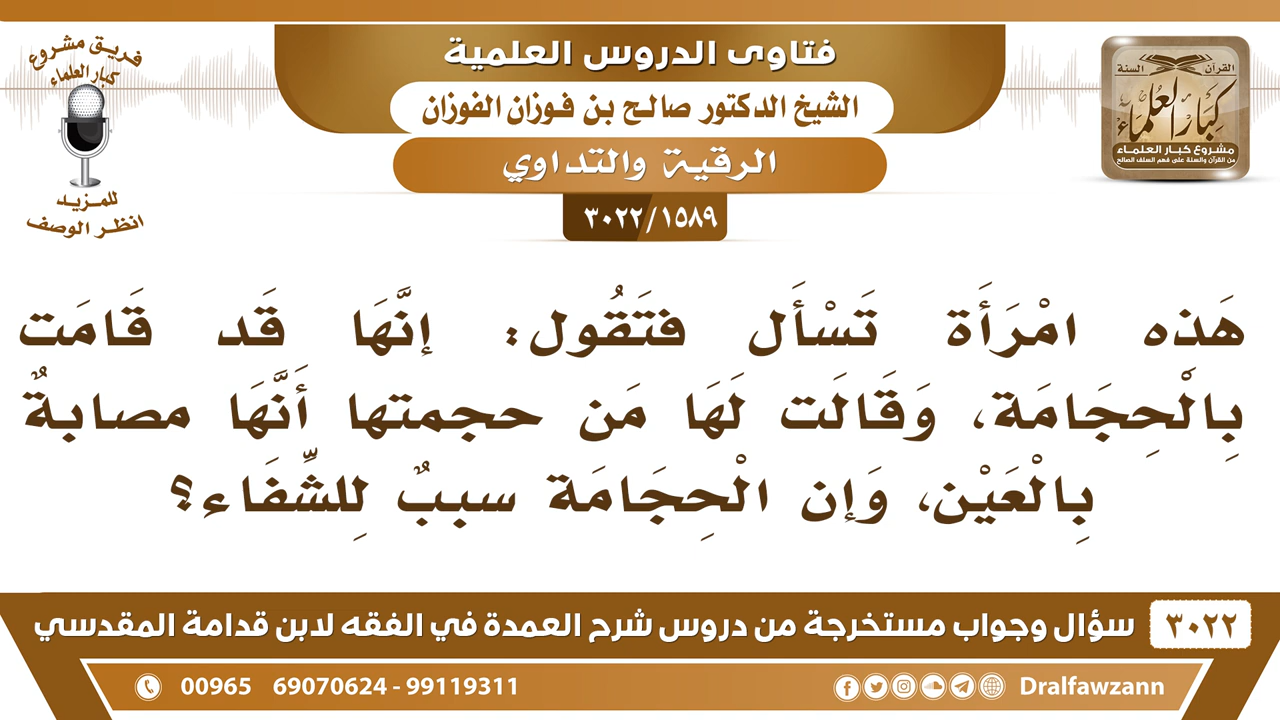 فتاوى الدروس العلمية
الشيخ الدكتور صالح بن فوزان الفوزان
الرقية والتداوي
٣٠٢٢/١٥٨٩
فريق مشروع
كبار العلماء
للمزيد
انظر الوصف
القرآن السنة
كبار العلماء
مشروع كبار العلماء
من القرآن والسنة على فهم السلف الصالح
هَذِه امْرَأَة تَسْأَل فتَقُول: إنَّهَا قَد قَامَت
بِالْحِجَامَة، وَقَالَت لَهَا مَن حجمتها أَنَّهَا مصابةٌ
بِالْعَيْن، وَإن الْحِجَامَة سببٌ لِلشِّفَاء؟
٣٠٢٢ سؤال وجواب مستخرجة من دروس شرح العمدة في الفقه لابن قدامة المقدسي
00965 69070624 - 99119311
Dralfawzann